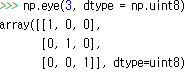 >>> np.eye(3, dtype = np.uint8)
array([[1, 0, 0],
       [0, 1, 0],
       [0, 0, 1]], dtype=uint8)